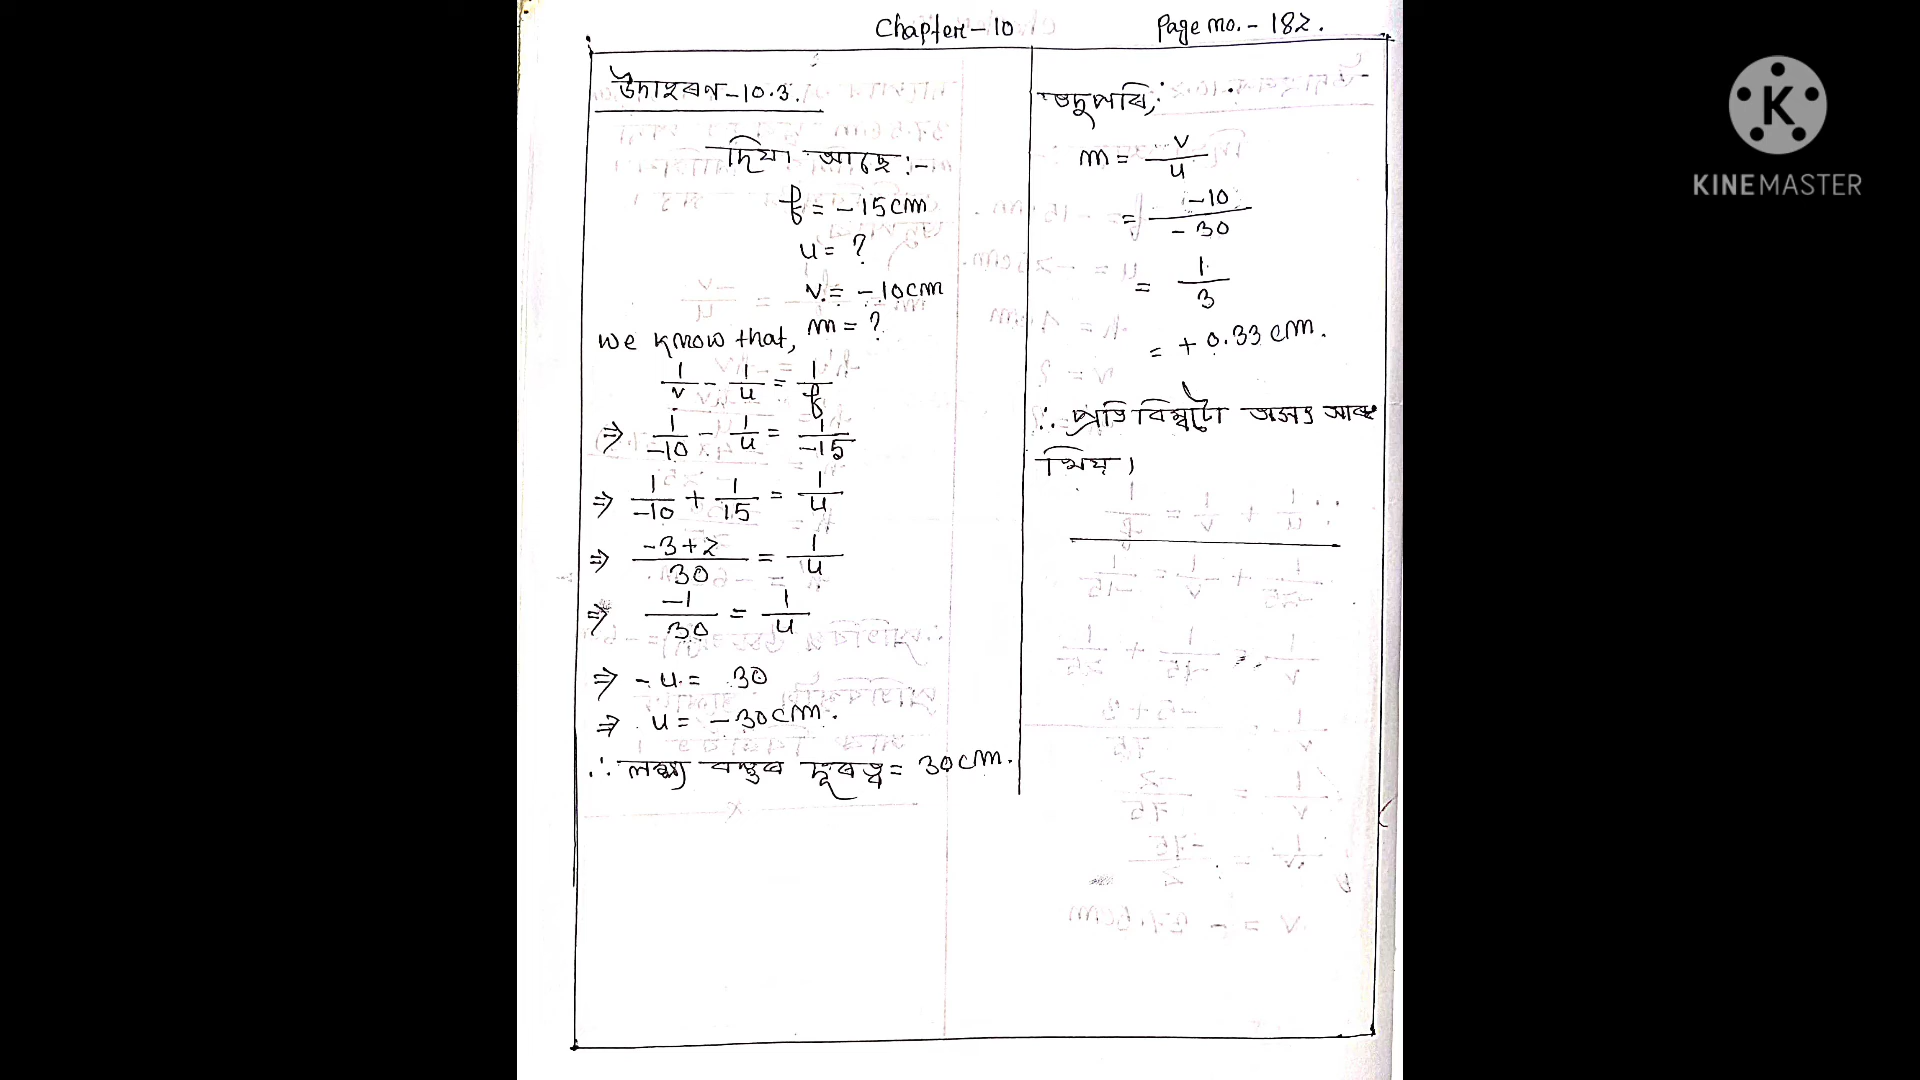 Chapter-10
Page no.- 182.
উদাহৰণ-10.3.
দিয়া আছে:-
f = -15cm
u = ?
v = -10cm
m = ?
We know that,
1/v - 1/u = 1/f
⇒ 1/-10 - 1/u = 1/-15
⇒ 1/-10 + 1/15 = 1/u
⇒ -3+2/30 = 1/u
⇒ -1/30 = 1/u
⇒ -u = 30
⇒ u = -30cm.
∴ লক্ষ্য বস্তুৰ দূৰত্ব = 30cm.
তদুপৰি,
m = v/u
= -10/-30
= 1/3
= +0.33 cm.
∴ প্ৰতিবিম্বটো অসৎ আৰু
থিয়।
KINEMASTER